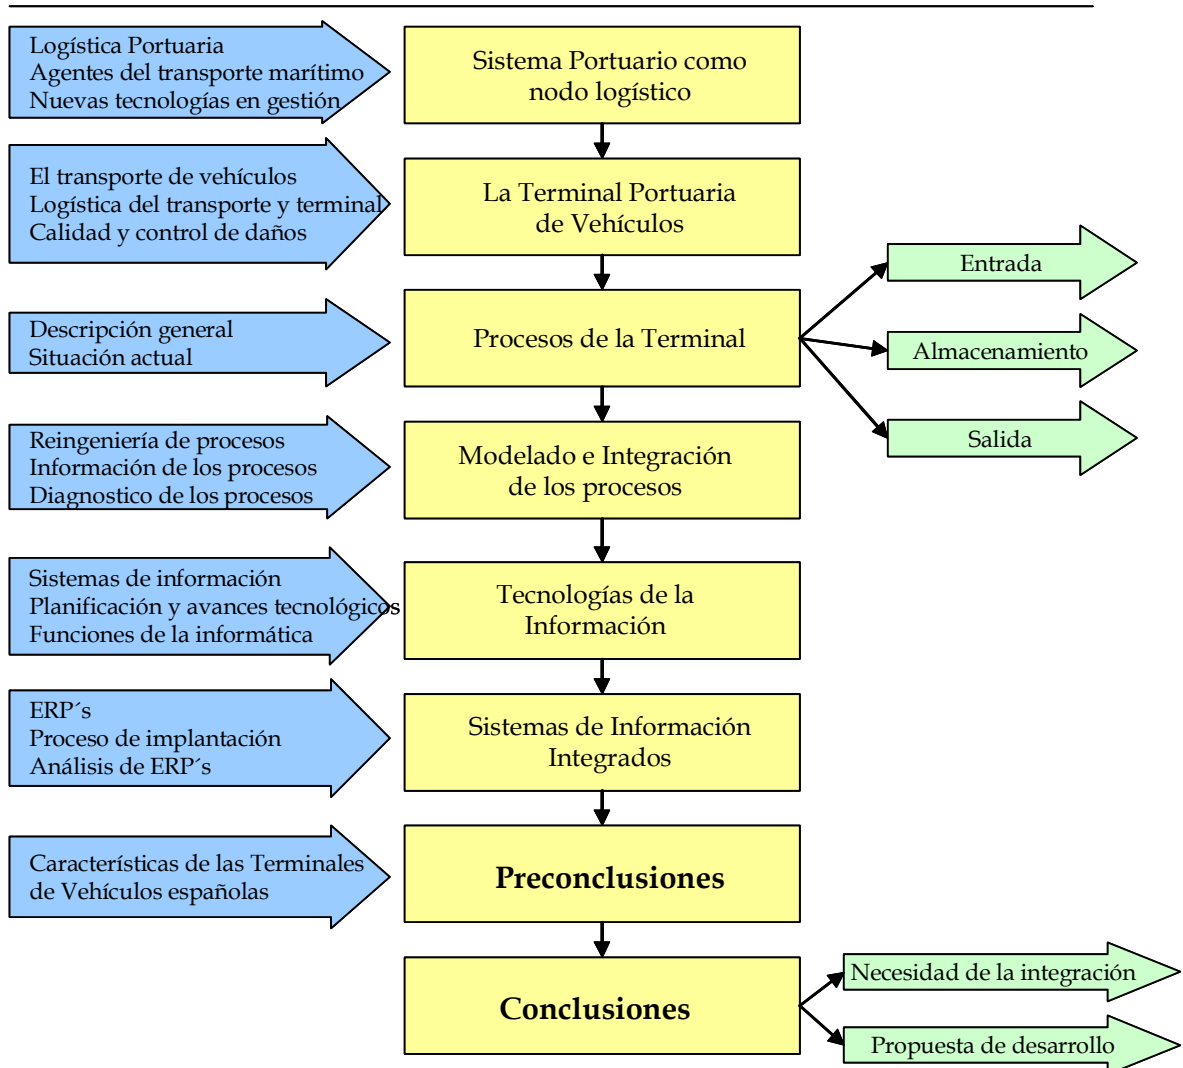 Logística Portuaria
Agentes del transporte marítimo
Nuevas tecnologías en gestión
Sistema Portuario como
nodo logístico
El transporte de vehículos
Logística del transporte y terminal
Calidad y control de daños
La Terminal Portuaria
de Vehículos
Descripción general
Situación actual
Procesos de la Terminal
Entrada
Almacenamiento
Salida
Reingeniería de procesos
Información de los procesos
Diagnostico de los procesos
Modelado e Integración
de los procesos
Sistemas de información
Planificación y avances tecnológicos
Funciones de la informática
Tecnologías de la
Información
ERP´s
Proceso de implantación
Análisis de ERP´s
Sistemas de Información
Integrados
Característícas de las Terminales
de Vehículos españolas
Preconclusiones
Conclusiones
Necesidad de la integración
Propuesta de desarrollo